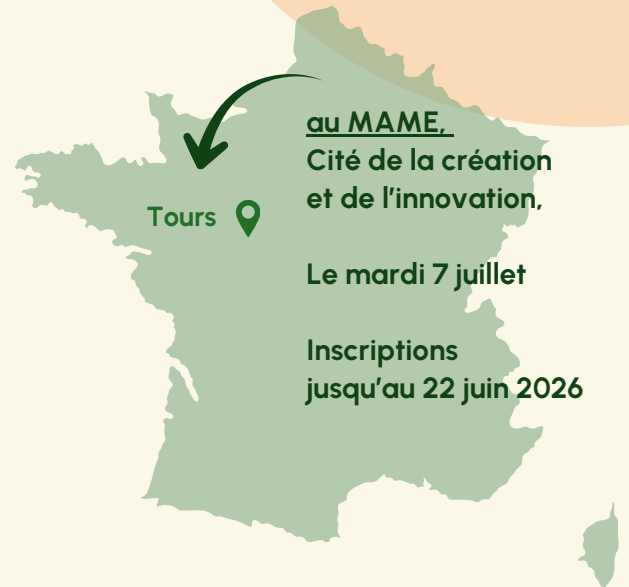 au MAME,
Cité de la création
et de l'innovation,
Tours
Le mardi 7 juillet
Inscriptions
jusqu'au 22 juin 2026